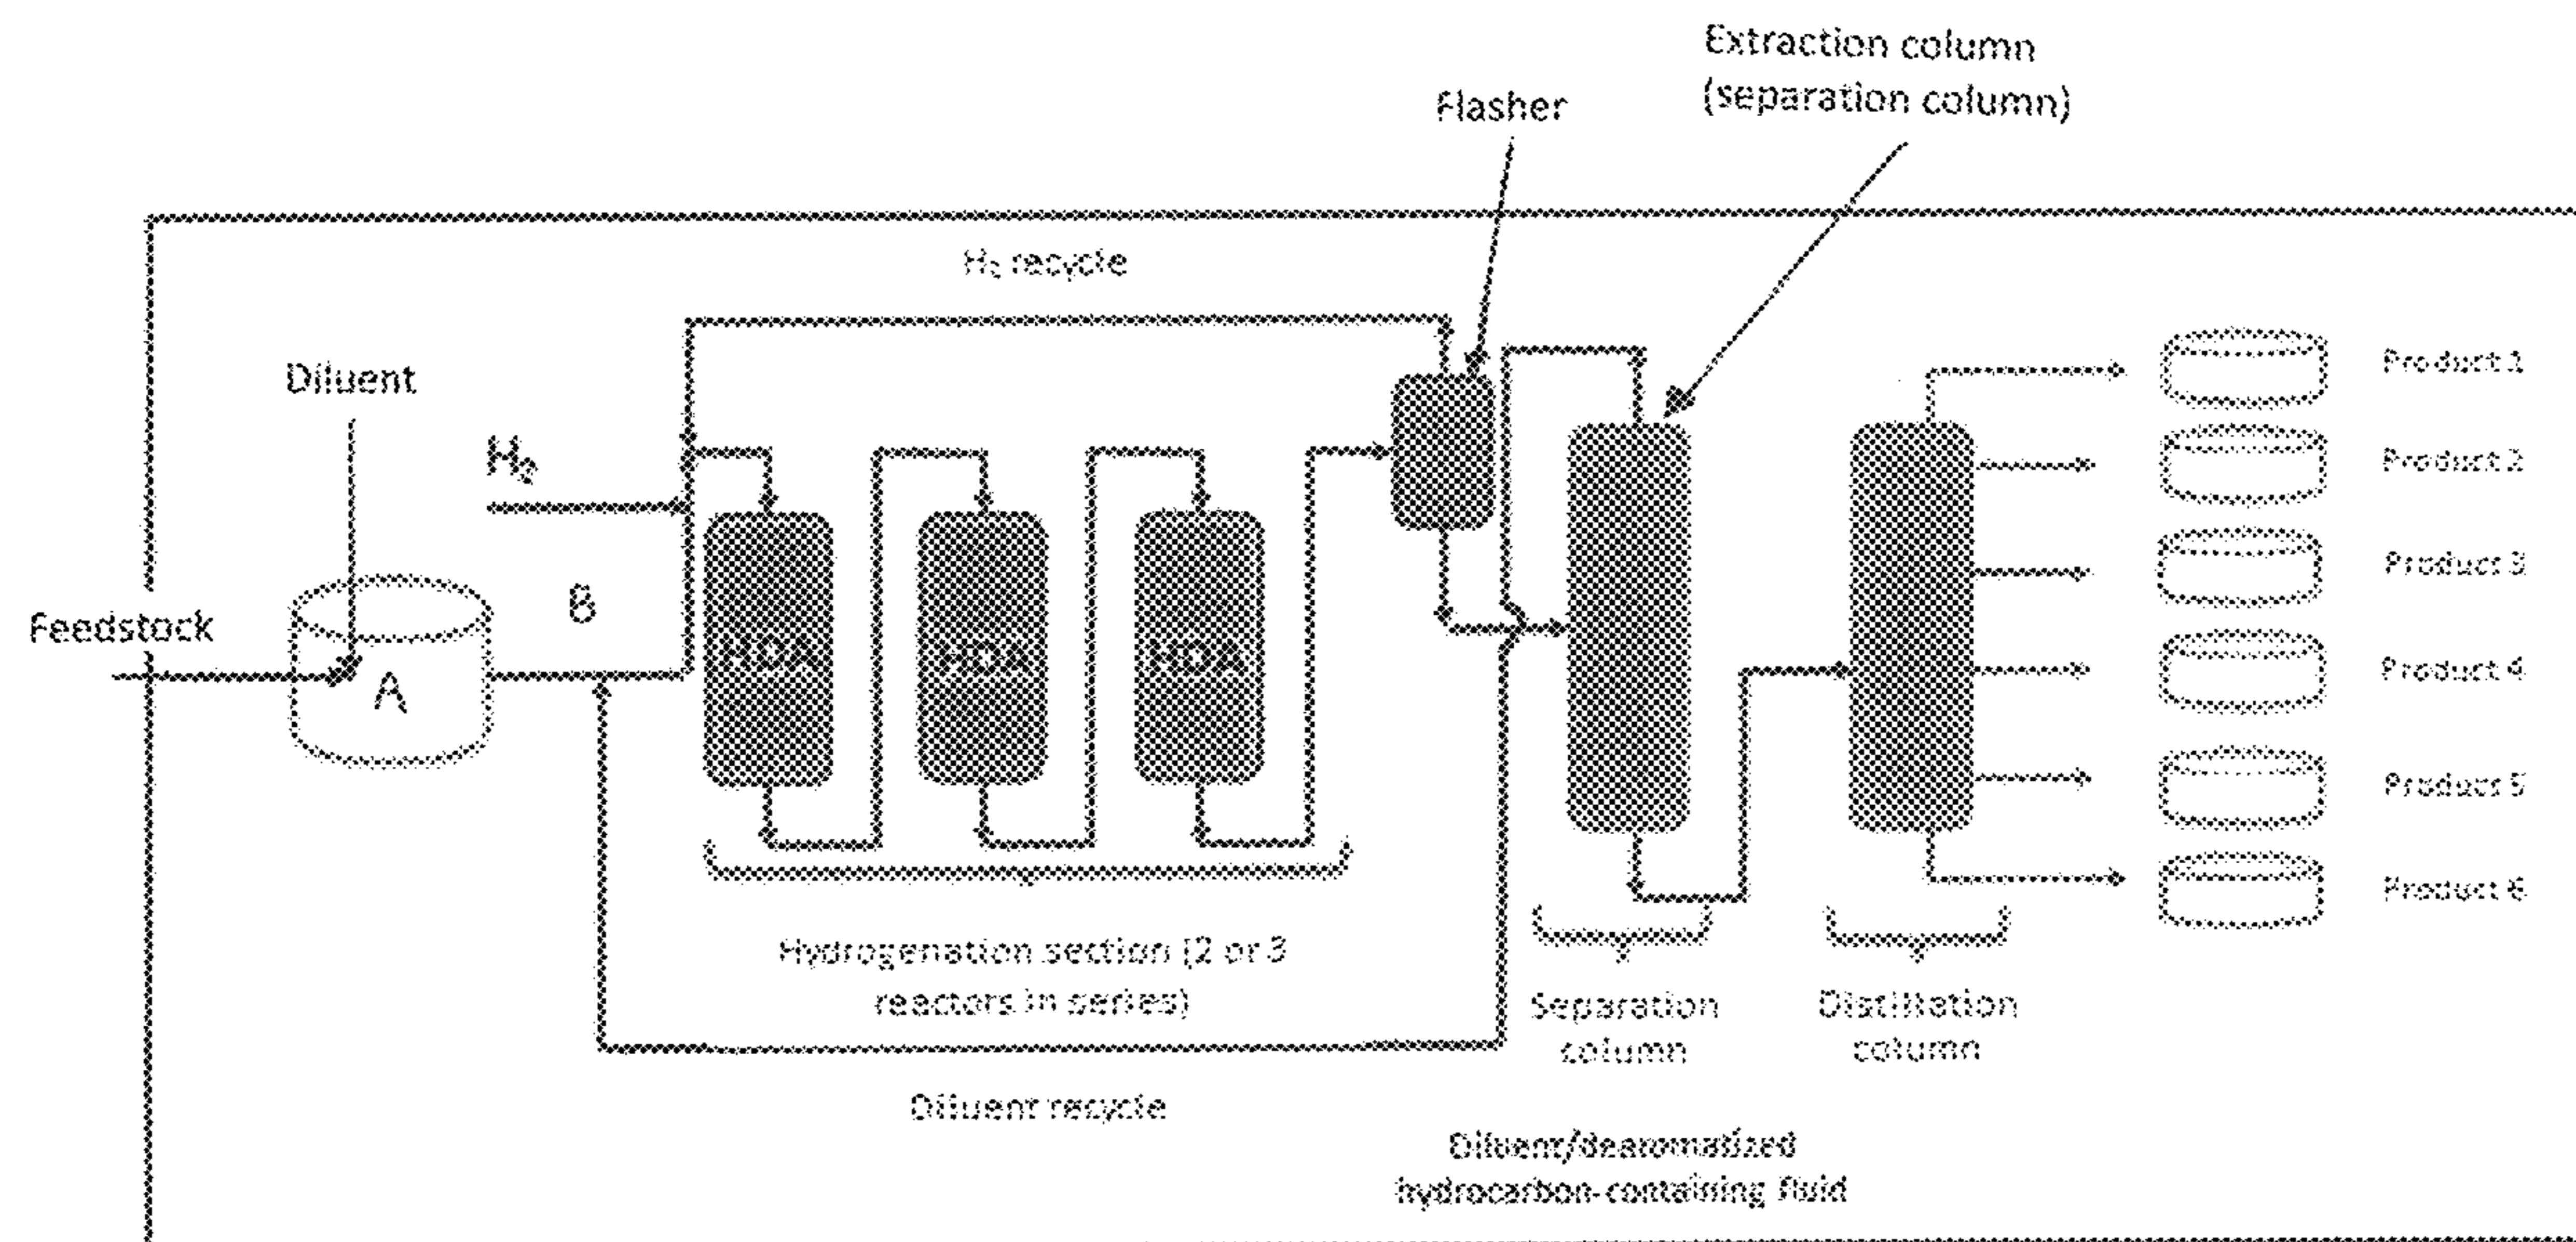 Extraction column
(separation column)
Flasher
H₂ recycle
Diluent
H₂
B
Feedstock
A
HDA
HDA
HDA
Product 1
Product 2
Product 3
Product 4
Product 5
Product 6
Hydrogenation section (2 or 3
reactors in series)
Separation
column
Distillation
column
Diluent recycle
Diluent/dearomatized
hydrocarbon-containing fluid